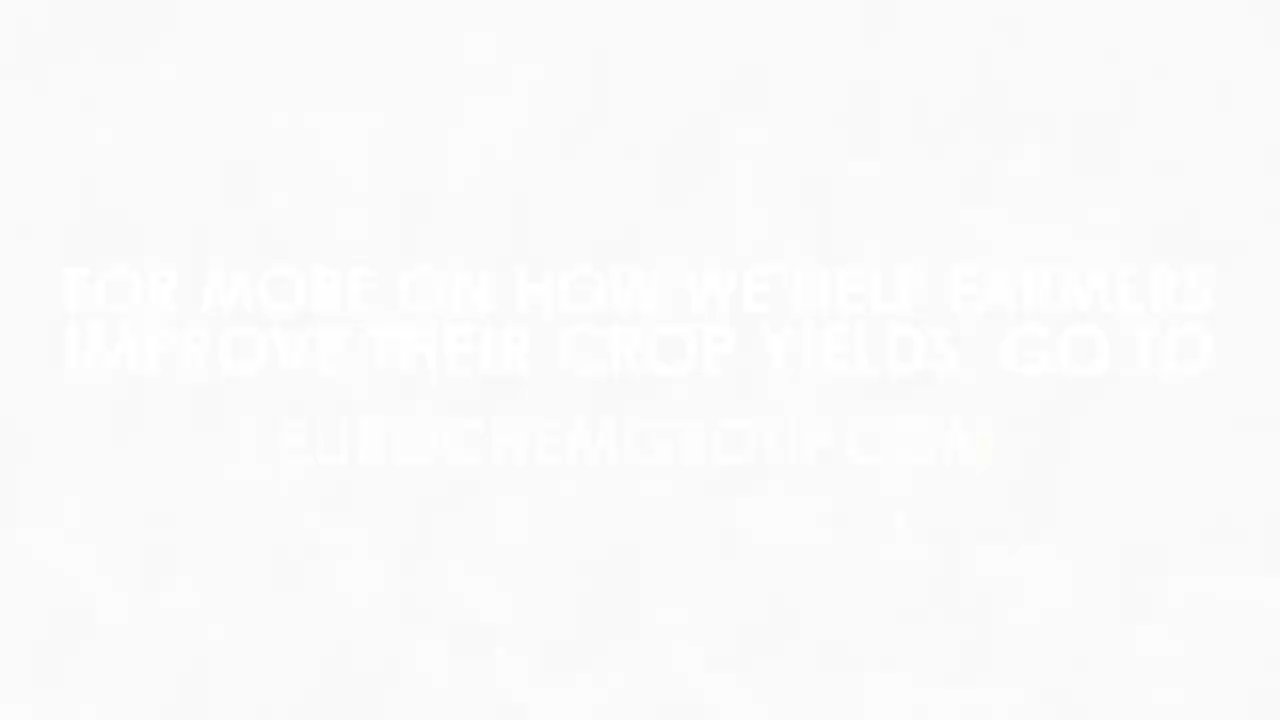 FOR MORE ON HOW WE HELP FARMERS
IMPROVE THEIR CROP YIELDS, GO TO
EUROCHEMGROUP.COM